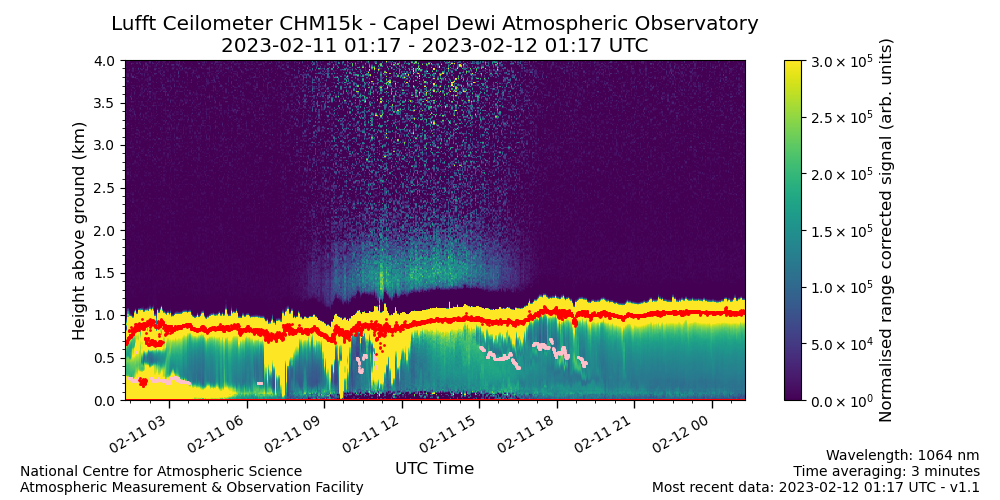 Lufft Ceilometer CHM15k - Capel Dewi Atmospheric Observatory
2023-02-11 01:17 - 2023-02-12 01:17 UTC
Height above ground (km)
4.0
3.5
3.0
2.5
2.0
1.5
1.0
0.5
0.0
02-11 03
02-11 06
02-11 09
02-11 12
02-11 15
02-11 18
02-11 21
02-12 00
UTC Time
3.0 × 10⁵
2.5 × 10⁵
2.0 × 10⁵
1.5 × 10⁵
1.0 × 10⁵
5.0 × 10⁴
0.0 × 10⁰
Normalised range corrected signal (arb. units)
National Centre for Atmospheric Science
Atmospheric Measurement & Observation Facility
Wavelength: 1064 nm
Time averaging: 3 minutes
Most recent data: 2023-02-12 01:17 UTC - v1.1